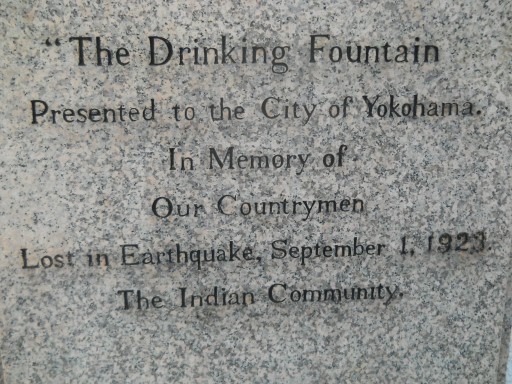 “The Drinking Fountain
Presented to the City of Yokohama.
In Memory of
Our Countrymen
Lost in Earthquake, September 1, 1923.
The Indian Community.